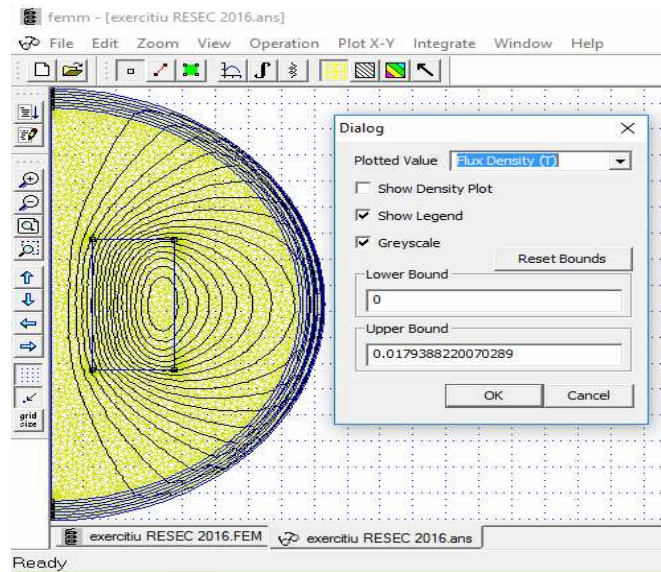 femm - [exercitiu RESEC 2016.ans]
File Edit Zoom View Operation Plot X-Y Integrate Window Help
Dialog
Plotted Value Flux Density (T)
Show Density Plot
Show Legend
Greyscale
Reset Bounds
Lower Bound
0
Upper Bound
0.0179388220070289
OK Cancel
grid
size
exercitiu RESEC 2016.FEM exercitiu RESEC 2016.ans
Ready